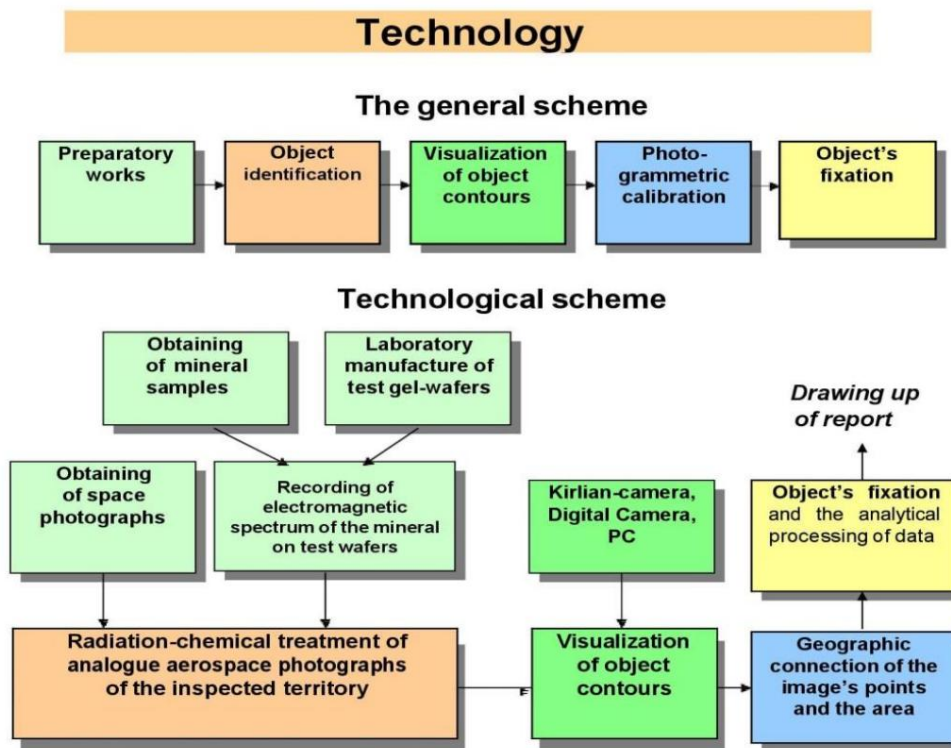 Technology
The general scheme
Preparatory
works
Object
identification
Visualization
of object
contours
Photo-
grammetric
calibration
Object's
fixation
Technological scheme
Obtaining
of mineral
samples
Laboratory
manufacture of
test gel-wafers
Drawing up
of report
Obtaining
of space
photographs
Recording of
electromagnetic
spectrum of the mineral
on test wafers
Kirlian-camera,
Digital Camera,
PC
Object's fixation
and the analytical
processing of data
Radiation-chemical treatment of
analogue aerospace photographs
of the inspected territory
Visualization
of object
contours
Geographic
connection of the
image's points
and the area